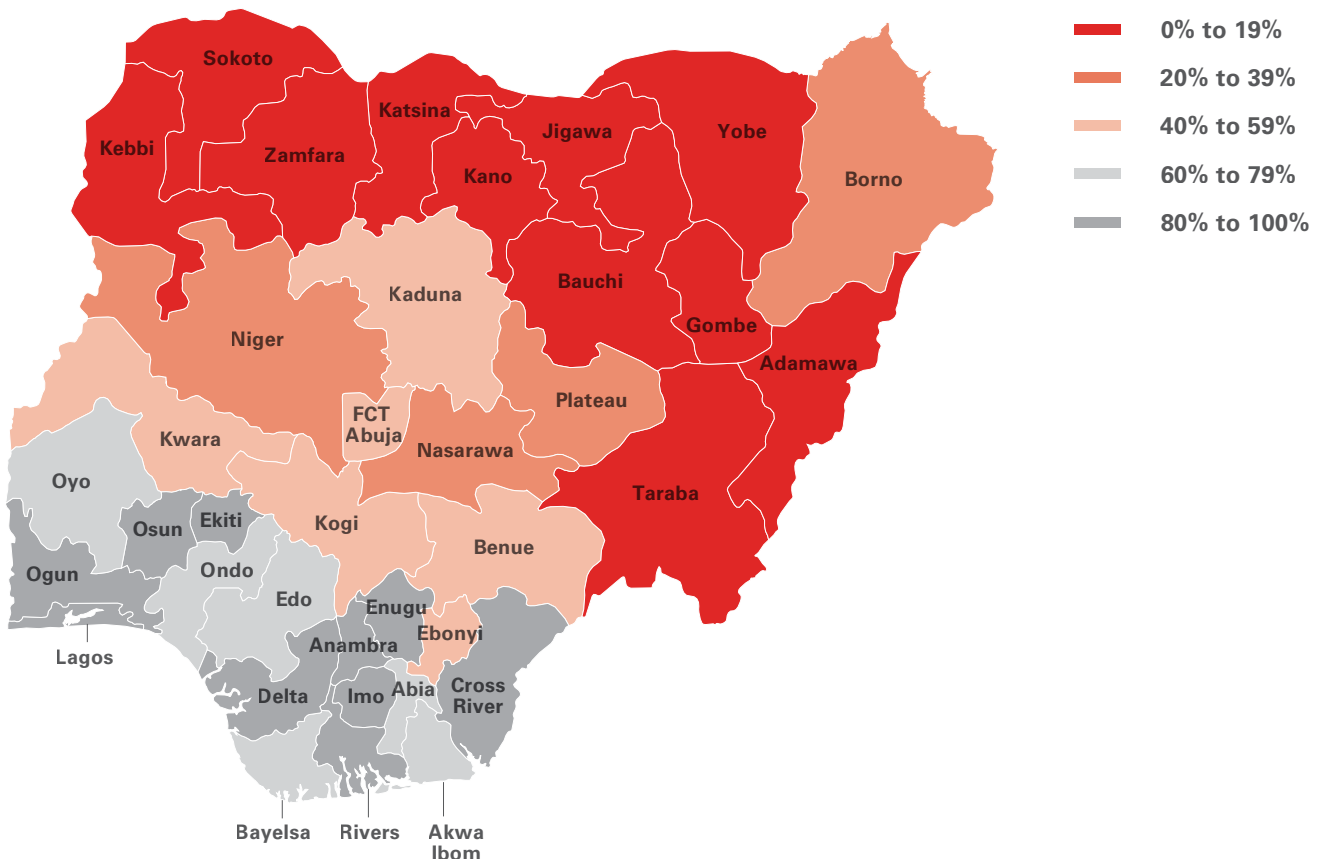 0% to 19%
20% to 39%
40% to 59%
60% to 79%
80% to 100%
Sokoto
Katsina
Jigawa
Yobe
Kebbi
Zamfara
Kano
Borno
Bauchi
Kaduna
Gombe
Niger
Adamawa
Plateau
FCT
Abuja
Kwara
Nasarawa
Oyo
Taraba
Osun
Ekiti
Kogi
Benue
Ogun
Ondo
Edo
Enugu
Ebonyi
Anambra
Lagos
Delta
Imo
Abia
Cross
River
Bayelsa
Rivers
Akwa
Ibom